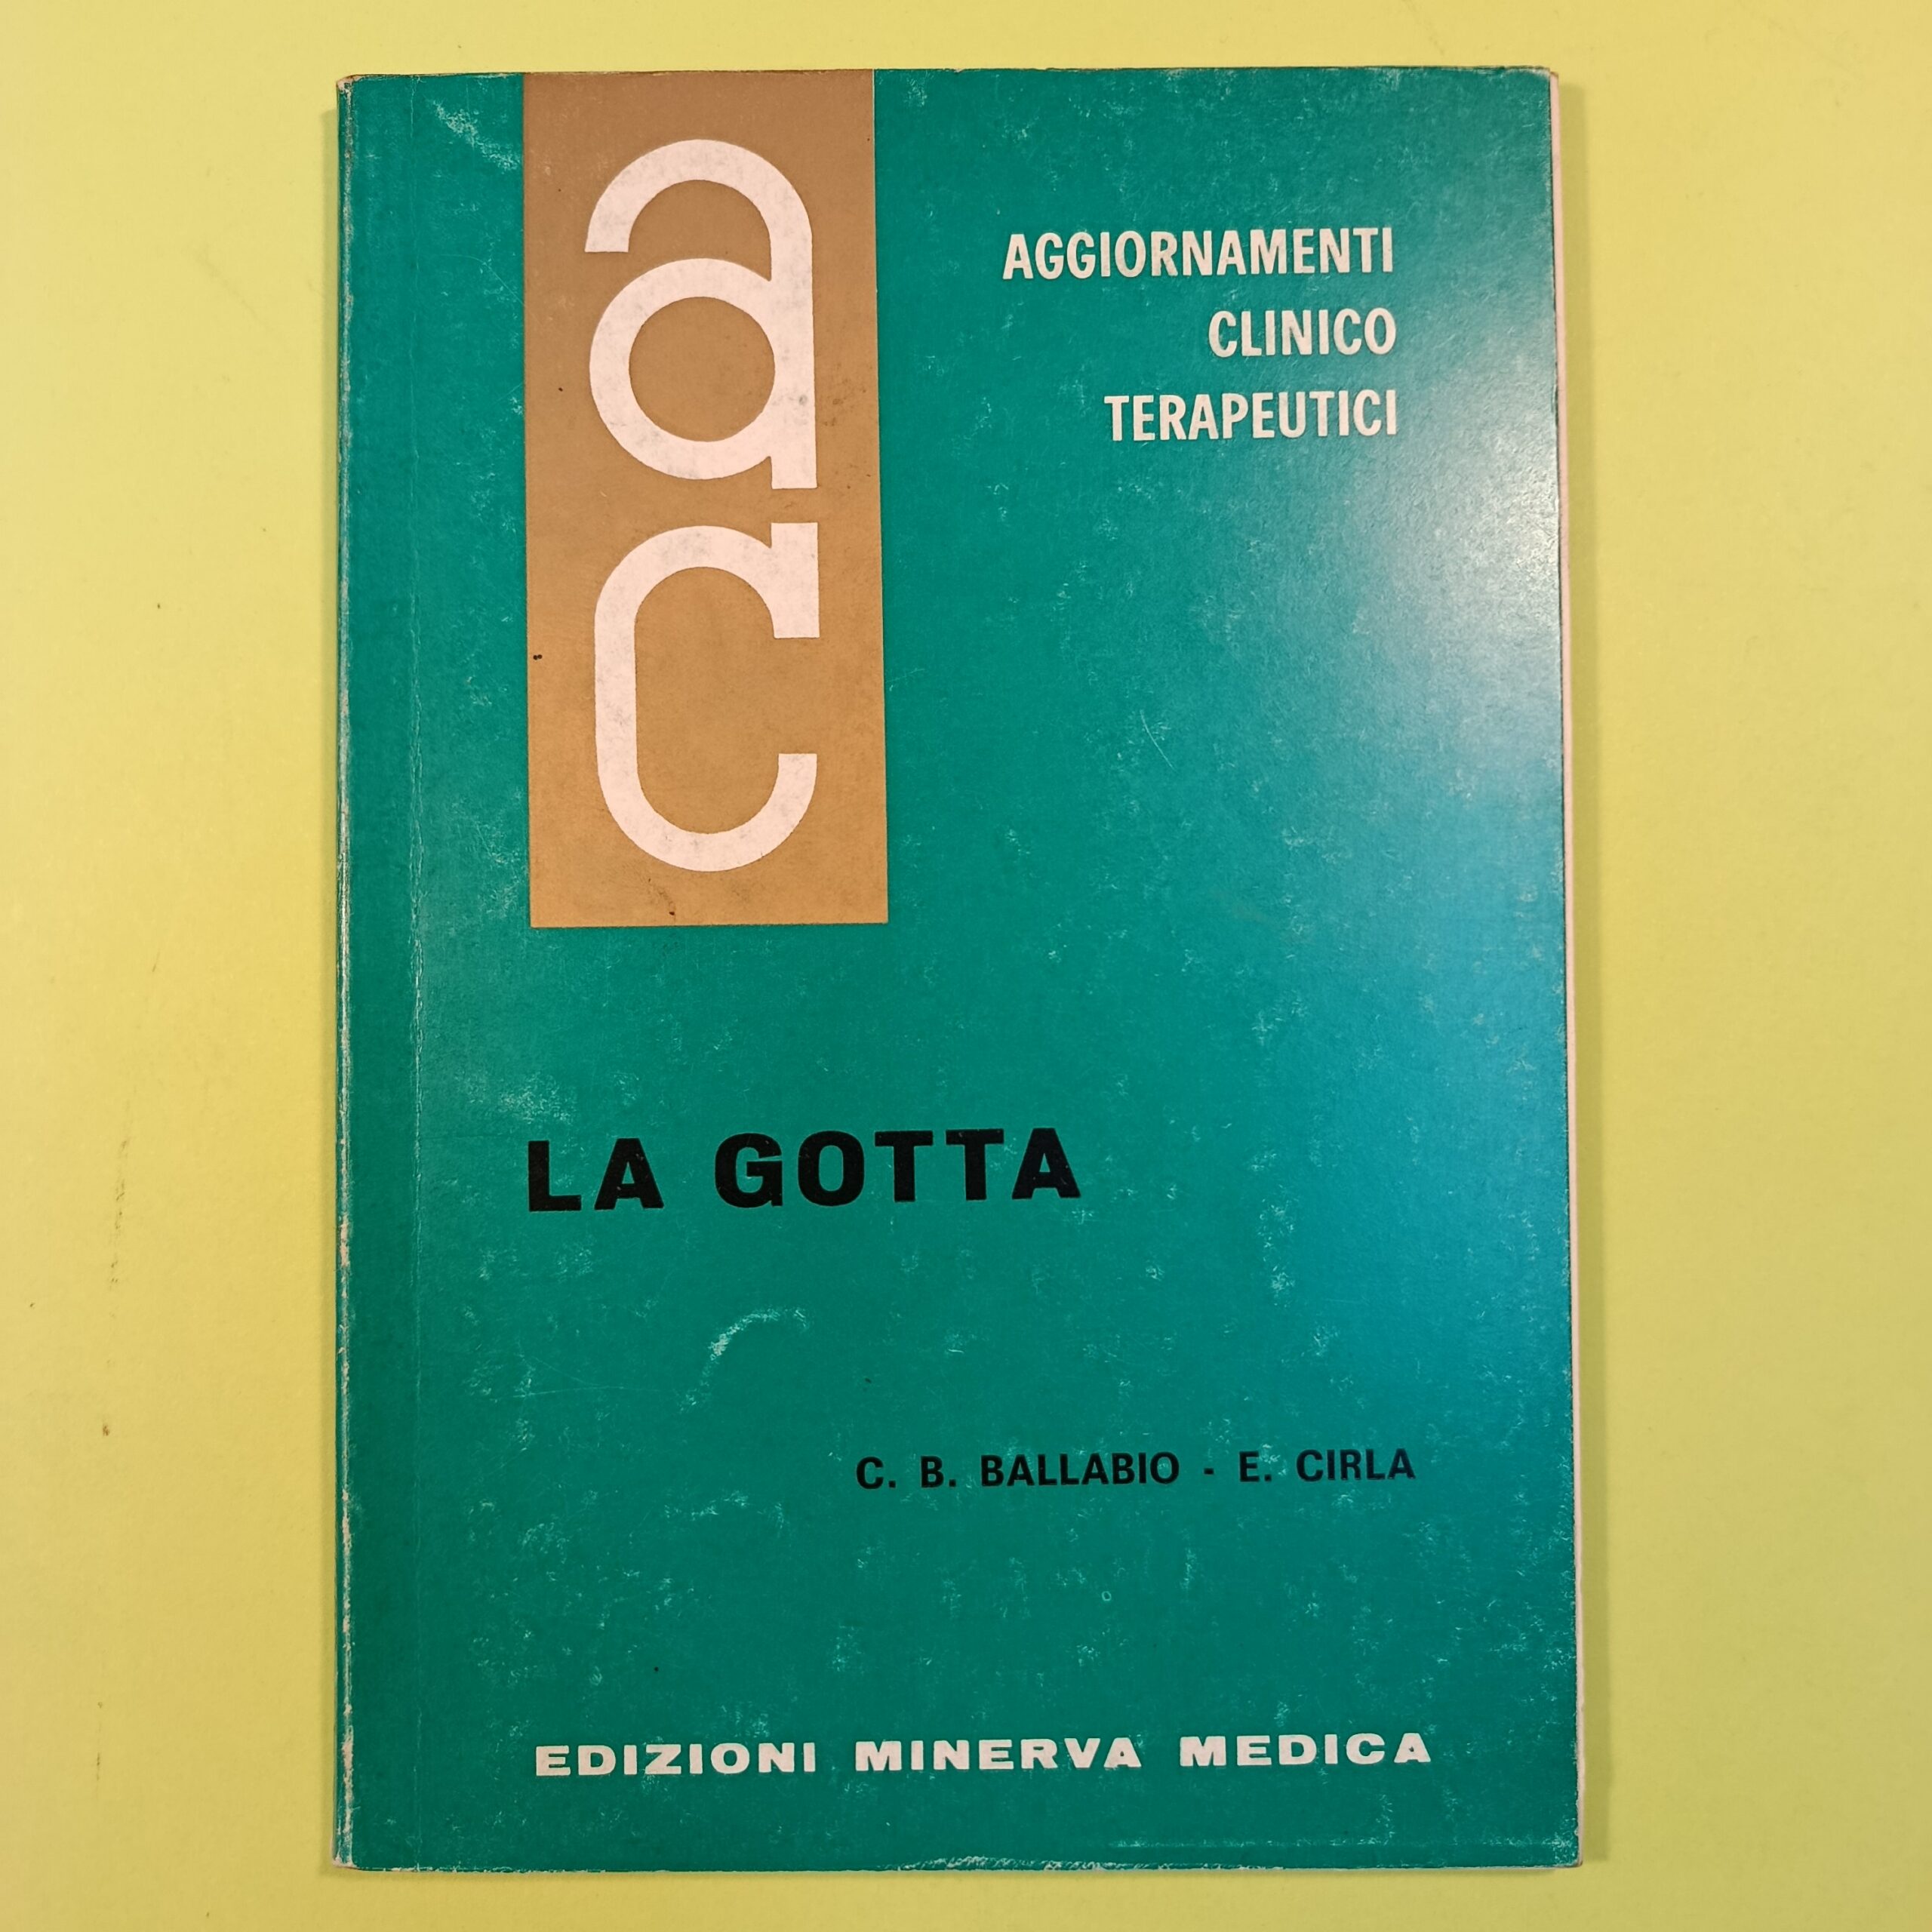 ac
AGGIORNAMENTI
CLINICO
TERAPEUTICI
LA GOTTA
C. B. BALLABIO - E. CIRLA
EDIZIONI MINERVA MEDICA